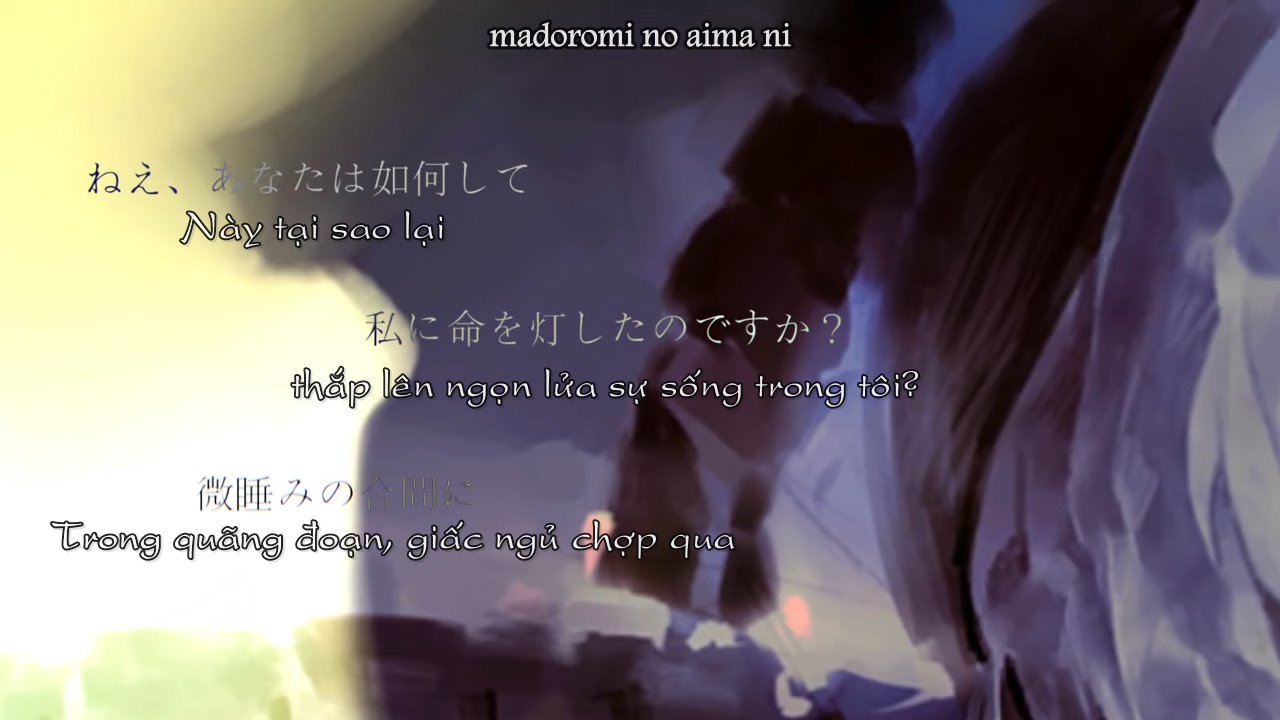 madoromi no aima ni
ねえ、あなたは如何して
Này tại sao lại
私に命を灯したのですか？
thắp lên ngọn lửa sự sống trong tôi?
微睡みの合間に
Trong quãng đoạn, giấc ngủ chợp qua